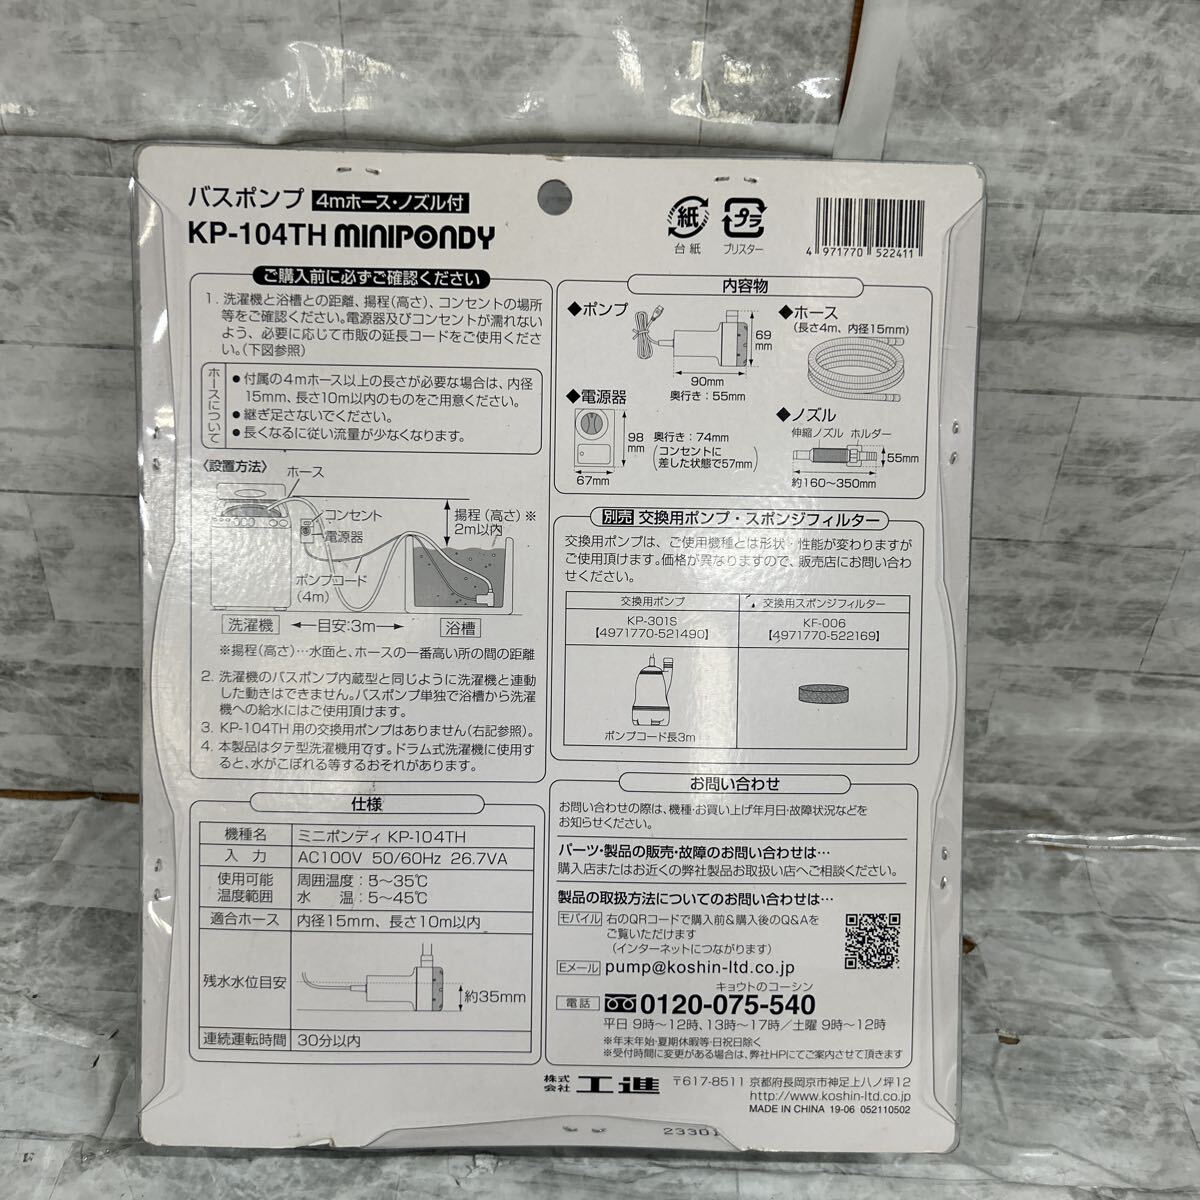 バスポンプ 4mホース・ノズル付
KP-104TH MINIPONDY
紙
台紙
プラ
ブリスター
4 971770 522411
ご購入前に必ずご確認ください
1. 洗濯機と浴槽との距離、揚程(高さ)、コンセントの場所
等をご確認ください。電源器及びコンセントが濡れない
よう、必要に応じて市販の延長コードをご使用くださ
い。(下図参照)
ホースについて
●付属の4mホース以上の長さが必要な場合は、内径
15mm、長さ10m以内のものをご用意ください。
●継ぎ足さないでください。
●長くなるに従い流量が少なくなります。
〈設置方法〉
ホース
コンセント
電源器
ポンプコード
(4m)
揚程(高さ)※
2m以内
洗濯機
目安:3m
浴槽
※揚程(高さ)…水面と、ホースの一番高い所の間の距離
2. 洗濯機のバスポンプ内蔵型と同じように洗濯機と連動
した動きはできません。バスポンプ単独で浴槽から洗濯
機への給水にはご使用頂けます。
3. KP-104TH用の交換用ポンプはありません(右記参照)。
4. 本製品はタテ型洗濯機用です。ドラム式洗濯機に使用す
ると、水がこぼれる等するおそれがあります。
仕様
機種名 ミニポンディ KP-104TH
入力 AC100V 50/60Hz 26.7VA
使用可能
温度範囲
周囲温度:5~35℃
水　温:5~45℃
適合ホース 内径15mm、長さ10m以内
残水水位目安
約35mm
連続運転時間 30分以内
内容物
◆ポンプ
69
mm
90mm
奥行き:55mm
◆ホース
(長さ4m、内径15mm)
◆電源器
98
mm
67mm
奥行き:74mm
(コンセントに
差した状態で57mm)
◆ノズル
伸縮ノズル ホルダー
55mm
約160~350mm
別売 交換用ポンプ・スポンジフィルター
交換用ポンプは、ご使用機種とは形状・性能が変わりますが
ご使用頂けます。価格が異なりますので、販売店にお問い合わ
せください。
交換用ポンプ 交換用スポンジフィルター
KP-301S
【4971770-521490】
KF-006
【4971770-522169】
ポンプコード長3m
お問い合わせ
お問い合わせの際は、機種・お買い上げ年月日・故障状況などを
お知らせください。
パーツ・製品の販売・故障のお問い合わせは…
購入店またはお近くの弊社製品お取扱い店へご相談ください。
製品の取扱方法についてのお問い合わせは…
モバイル 右のQRコードで購入前&購入後のQ&Aを
ご覧いただけます
(インターネットにつながります)
Eメール pump@koshin-ltd.co.jp
キョウトのコーシン
電話 0120-075-540
平日 9時~12時、13時~17時/土曜 9時~12時
※年末年始・夏期休暇等・日祝日除く
※受付時間に変更がある場合は、弊社HPにてご案内させて頂きます
株式会社 工進 〒617-8511 京都府長岡京市神足上八ノ坪12
http://www.koshin-ltd.co.jp
MADE IN CHINA 19-06 052110502
23301